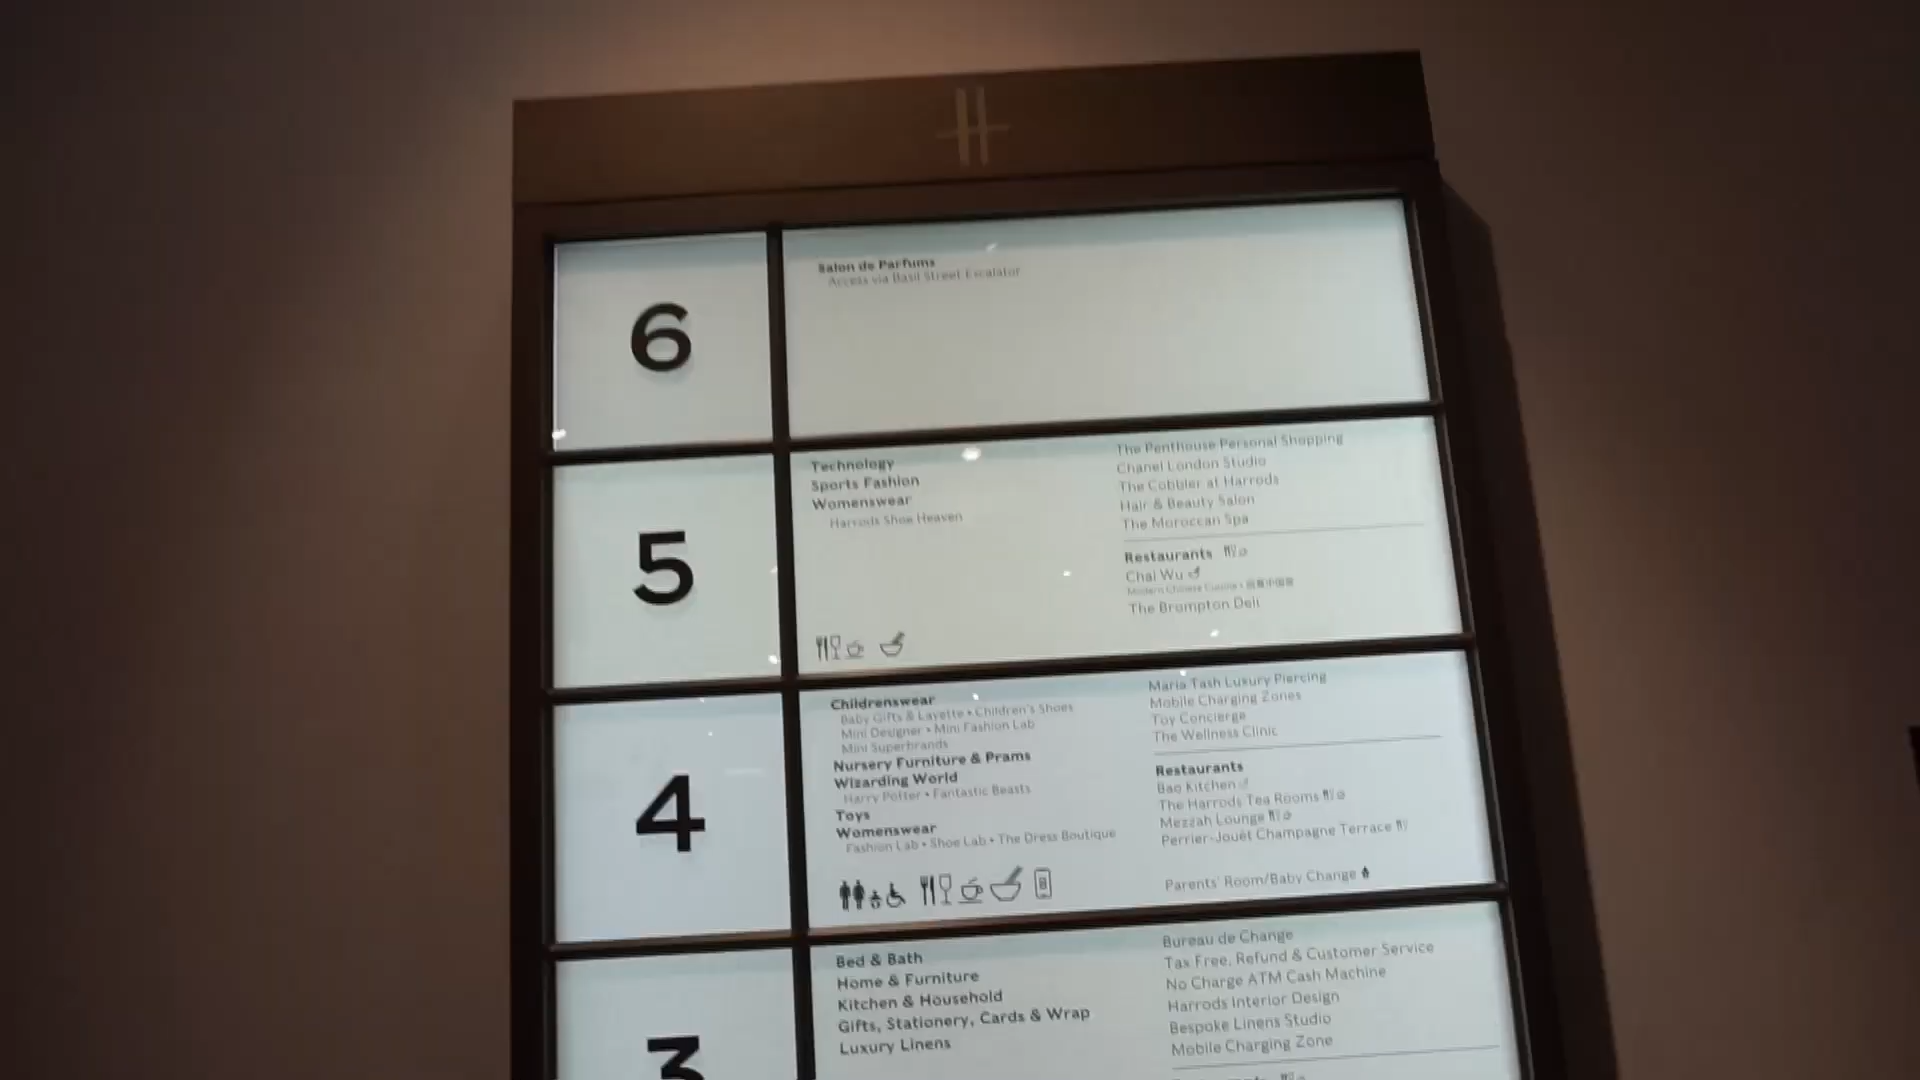 6
Salon de Parfums
Access via Basil Street Escalator
5
Technology
Sports Fashion
Womenswear
Harrods Shoe Heaven
The Penthouse Personal Shopping
Chanel London Studio
The Cobbler at Harrods
Hair & Beauty Salon
The Moroccan Spa
Restaurants
Chai Wu
Modern Chinese Cuisine •
The Brompton Deli
4
Childrenswear
Baby Gifts & Layette • Children's Shoes
Mini Designer • Mini Fashion Lab
Mini Superbrands
Nursery Furniture & Prams
Wizarding World
Harry Potter • Fantastic Beasts
Toys
Womenswear
Fashion Lab • Shoe Lab • The Dress Boutique
Maria Tash Luxury Piercing
Mobile Charging Zones
Toy Concierge
The Wellness Clinic
Restaurants
Bao Kitchen
The Harrods Tea Rooms
Mezzah Lounge
Perrier-Jouët Champagne Terrace
Parents' Room/Baby Change
3
Bed & Bath
Home & Furniture
Kitchen & Household
Gifts, Stationery, Cards & Wrap
Luxury Linens
Bureau de Change
Tax Free, Refund & Customer Service
No Charge ATM Cash Machine
Harrods Interior Design
Bespoke Linens Studio
Mobile Charging Zone